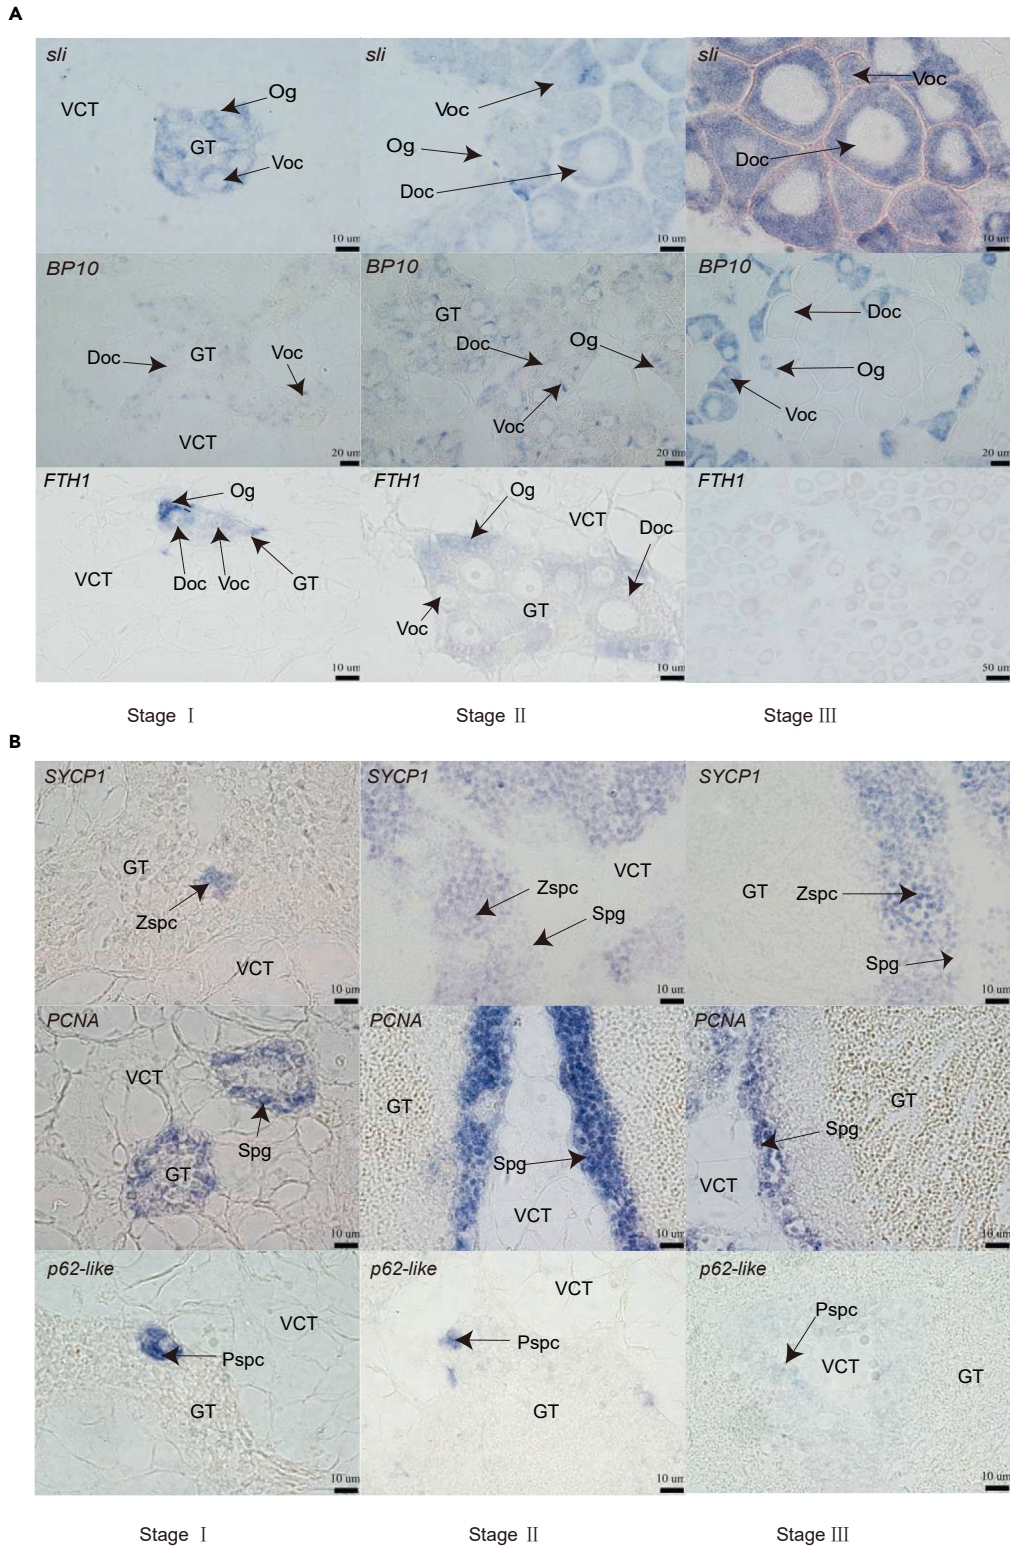 A
sli
VCT
Og
GT
Voc
10 um
sli
Voc
Og
Doc
10 um
sli
Voc
Doc
10 um
BP10
Doc
GT
Voc
VCT
20 um
BP10
GT
Doc
Og
Voc
20 um
BP10
Doc
Og
Voc
20 um
FTH1
Og
VCT
Doc
Voc
GT
10 um
FTH1
Og
VCT
Doc
Voc
GT
10 um
FTH1
50 um
Stage Ⅰ
Stage Ⅱ
Stage Ⅲ
B
SYCP1
GT
Zspc
VCT
10 um
SYCP1
VCT
Zspc
Spg
10 um
SYCP1
GT
Zspc
Spg
10 um
PCNA
VCT
Spg
GT
10 um
PCNA
GT
Spg
VCT
10 um
PCNA
GT
Spg
VCT
10 um
p62-like
VCT
Pspc
GT
10 um
p62-like
VCT
Pspc
GT
10 um
p62-like
Pspc
VCT
GT
10 um
Stage Ⅰ
Stage Ⅱ
Stage Ⅲ